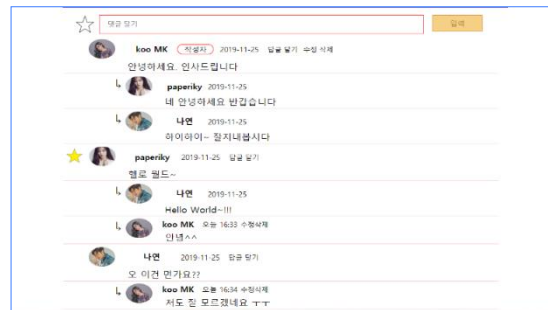 댓글 달기 입력
koo MK 작성자 2019-11-25 답글 달기 수정 삭제
안녕하세요. 인사드립니다
paperiky 2019-11-25
네 안녕하세요 반갑습니다
나연 2019-11-25
하이하이~ 잘지내봅시다
paperiky 2019-11-25 답글 달기
헬로 월드~
나연 2019-11-25
Hello World~!!!
koo MK 오늘 16:33 수정삭제
안녕^^
나연 2019-11-25 답글 달기
오 이건 먼가요??
koo MK 오늘 16:34 수정삭제
저도 잘 모르겠네요 ㅜㅜ